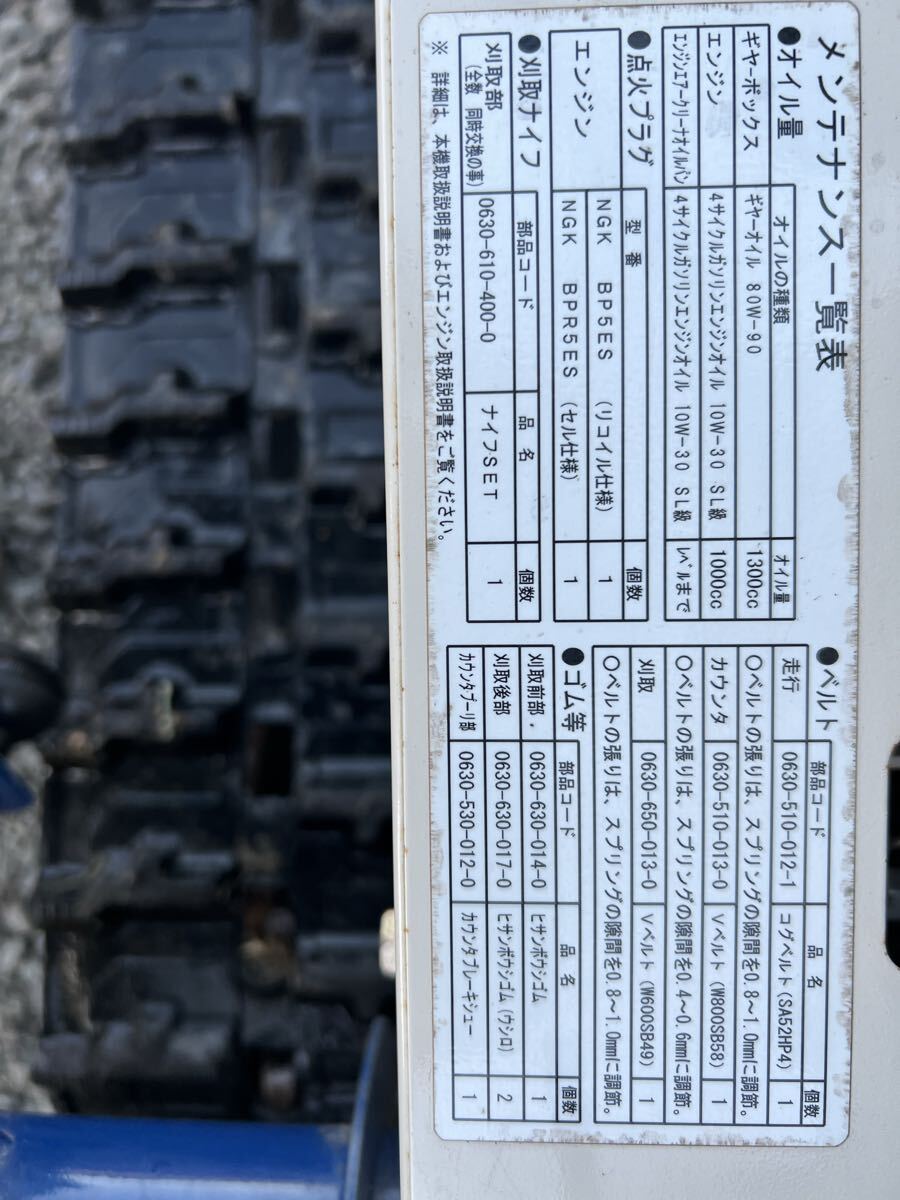 メンテナンス一覧表
●オイル量
オイルの種類 オイル量
ギヤーボックス ギヤーオイル 80W-90 1300cc
エンジン 4サイクルガソリンエンジンオイル 10W-30 SL級 1000cc
エンジンエアークリーナオイルパン 4サイクルガソリンエンジンオイル 10W-30 SL級 レベルまで
●点火プラグ
型番 個数
エンジン NGK BP5ES (リコイル仕様) 1
NGK BPR5ES (セル仕様) 1
●刈取ナイフ
部品コード 品名 個数
刈取部 0630-610-400-0 ナイフSET 1
(全数 同時交換の事)
※ 詳細は、本機取扱説明書およびエンジン取扱説明書をご覧ください。
●ベルト
部品コード 品名 個数
走行 0630-510-012-1 コグベルト(SA52HP4) 1
○ベルトの張りは、スプリングの隙間を0.8~1.0mmに調節。
カウンタ 0630-510-013-0 Vベルト(W800SB58) 1
○ベルトの張りは、スプリングの隙間を0.4~0.6mmに調節。
刈取 0630-650-013-0 Vベルト(W600SB49) 1
○ベルトの張りは、スプリングの隙間を0.8~1.0mmに調節。
●ゴム等
部品コード 品名 個数
刈取前部. 0630-630-014-0 ヒサンボウシゴム 1
刈取後部 0630-630-017-0 ヒサンボウシゴム(ウシロ) 2
カウンタプーリ部 0630-530-012-0 カウンタブレーキシュー 1